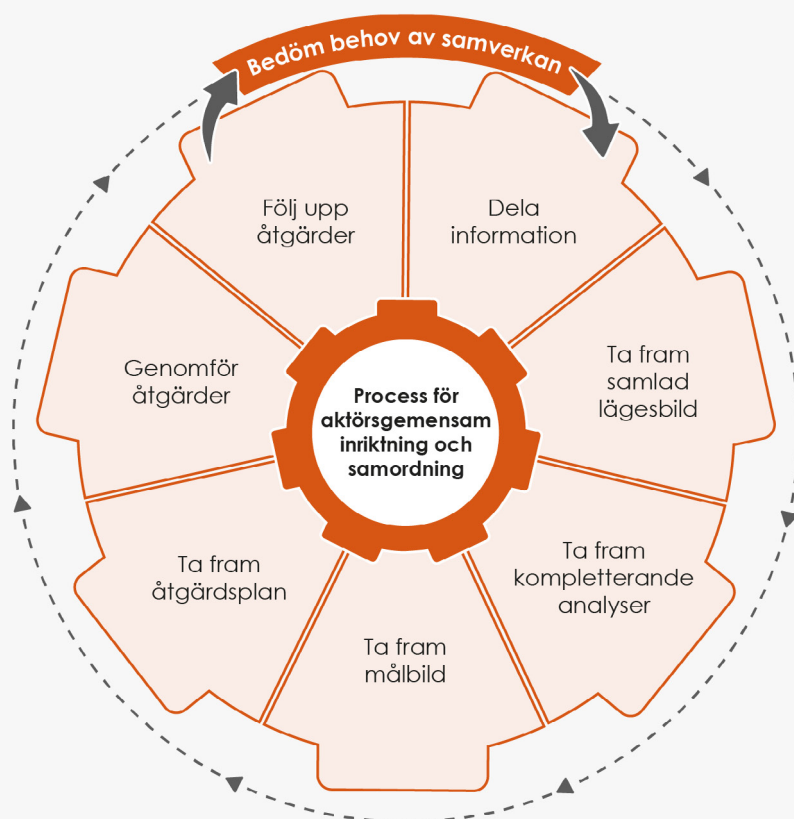 Bedöm behov av samverkan
Dela
information
Ta fram
samlad
lägesbild
Ta fram
kompletterande
analyser
Ta fram
målbild
Ta fram
åtgärdsplan
Genomför
åtgärder
Följ upp
åtgärder
Process för
aktörsgemensam
inriktning och
samordning